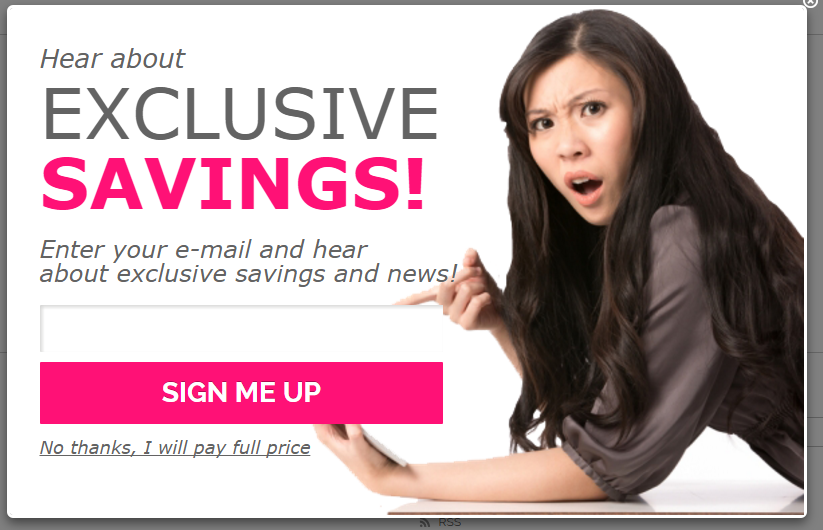 Hear about
EXCLUSIVE
SAVINGS!
Enter your e-mail and hear
about exclusive savings and news!
SIGN ME UP
No thanks, I will pay full price
RSS